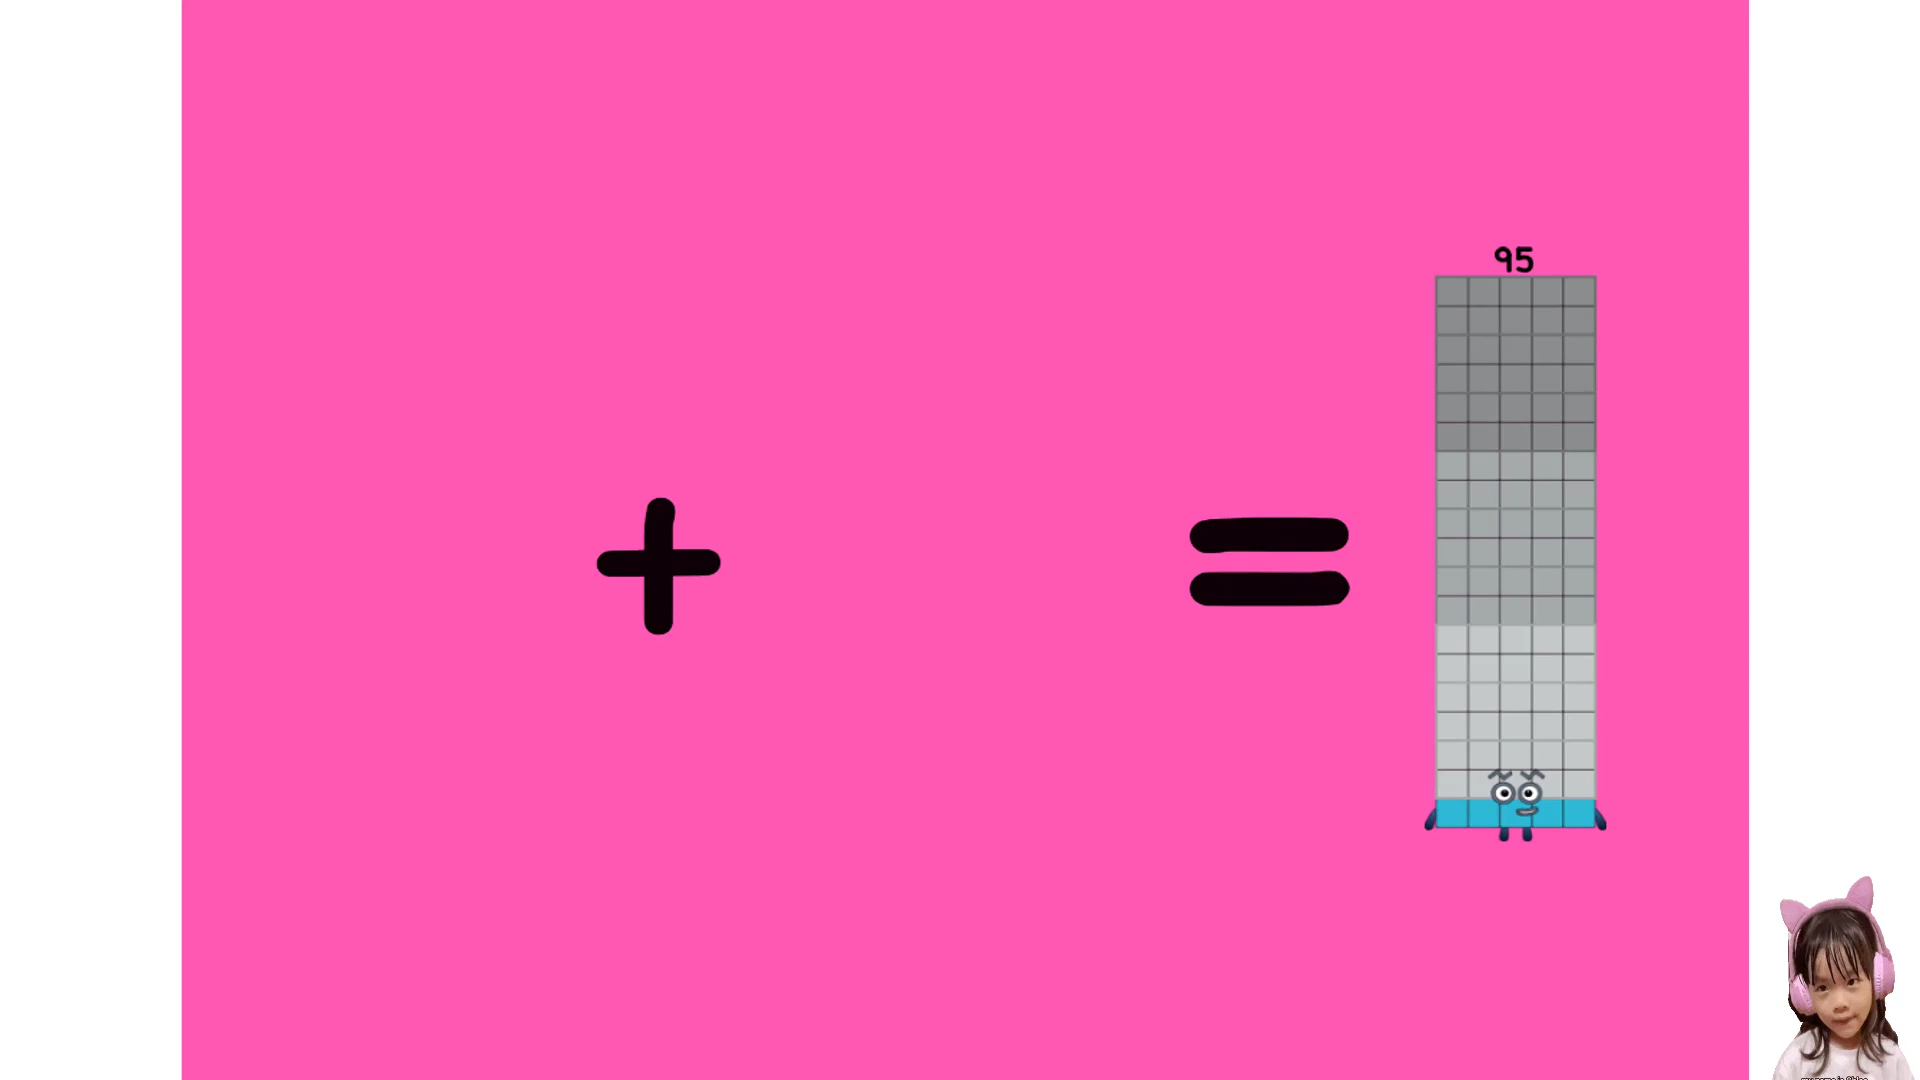 95
+ =